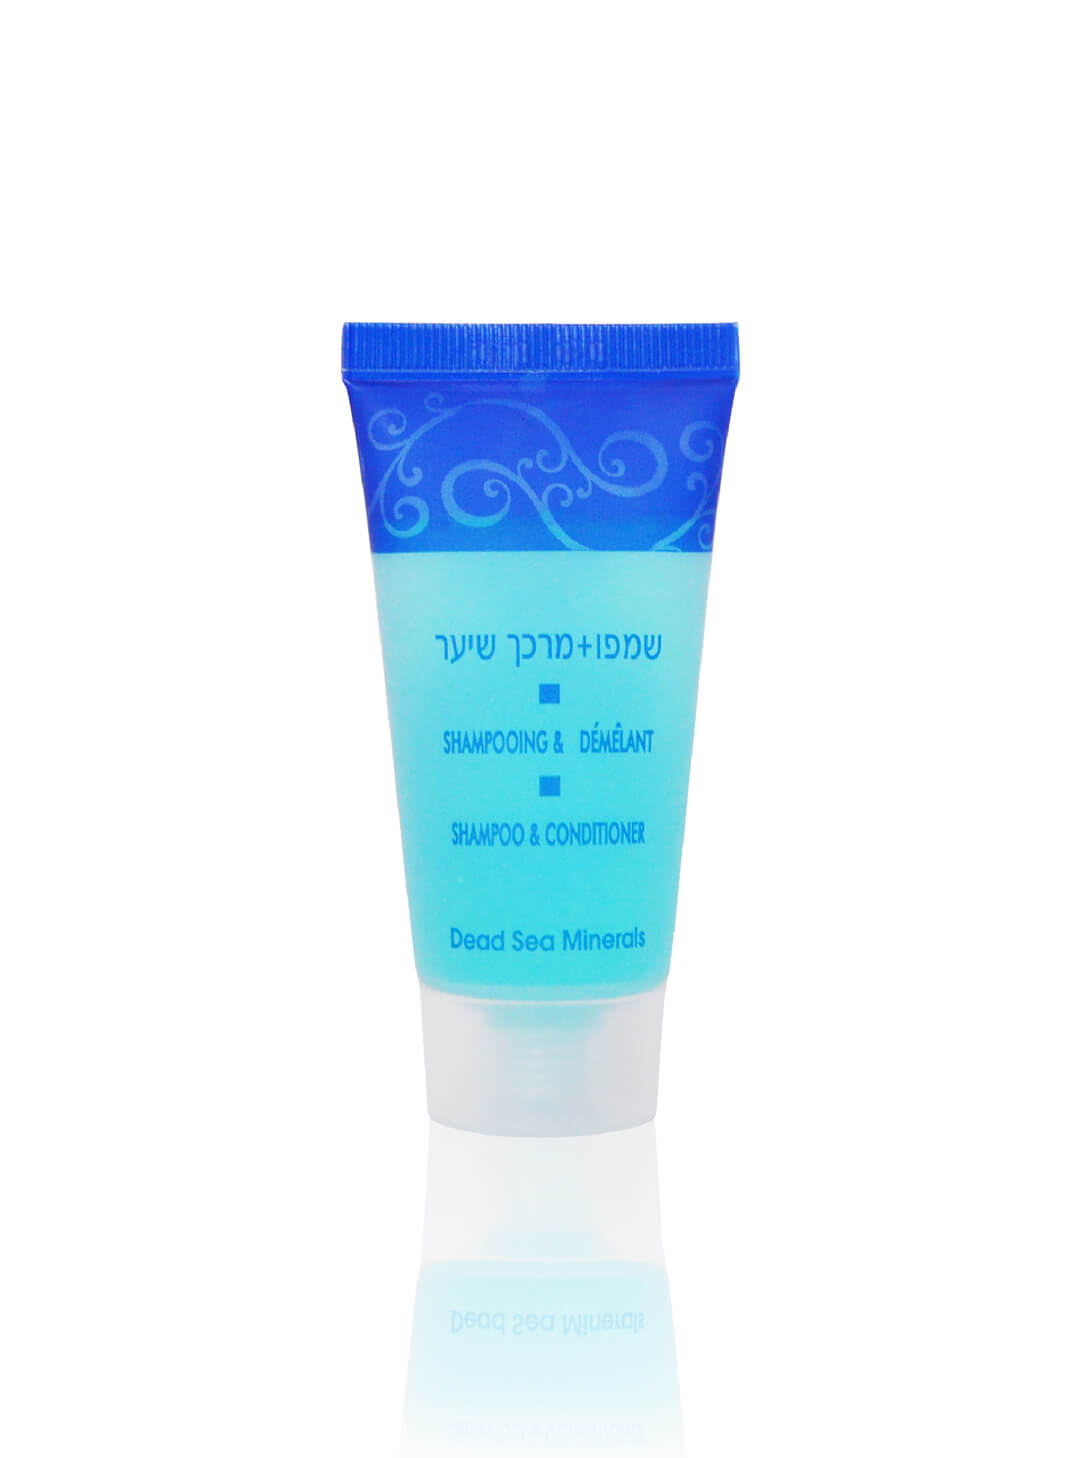 שמפו+מרכך שיער
SHAMPOOING & DÉMÊLANT
SHAMPOO & CONDITIONER
Dead Sea Minerals